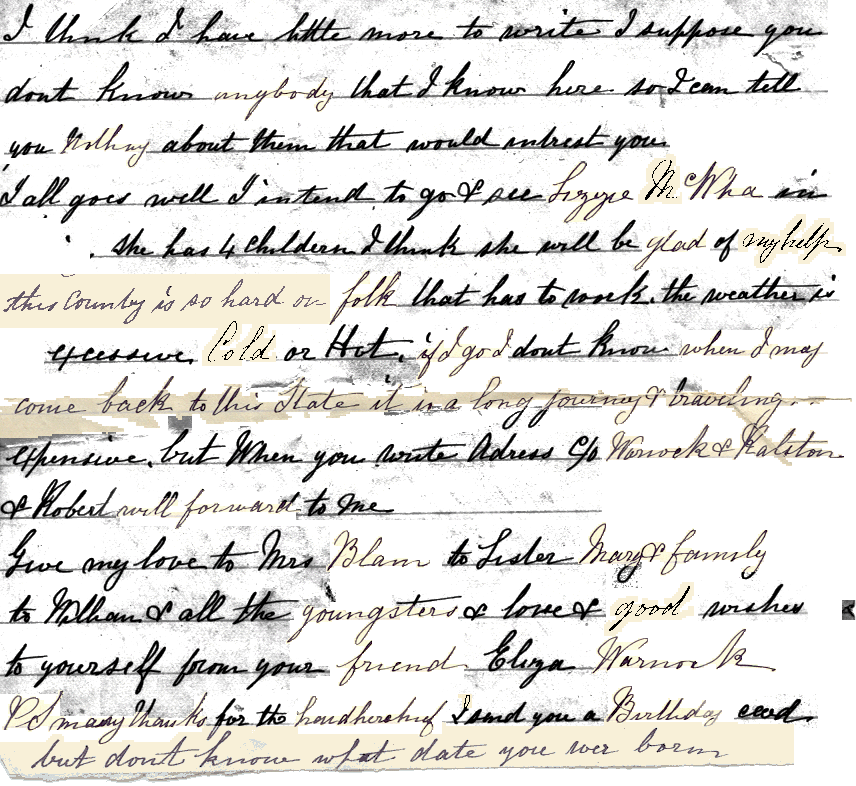 I think I have little more to write I suppose you
dont know anybody that I know here so I can tell
you Nothing about them that would intrest you.
I all goes well I intend to go & see Lizzie McWha in
. she has 4 childern I think she will be glad of my help
this Country is so hard on folk that has to work. the weather is
excessive. Cold or Hot. if I go I dont know when I may
come back to this State it is a long journey & traveling..
expensive. but When you write Adress c/o Warnock & Ralston
& Robert will forward to me
Give my love to Mrs Blain to Sister Mary & family
to William & all the youngsters & love & good wishes
to yourself from your friend Eliza Warnock
PS many thanks for the handkercheif I send you a Birthday card
but dont know what date you wer born